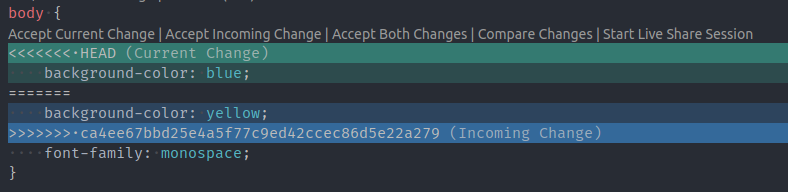 body {
Accept Current Change | Accept Incoming Change | Accept Both Changes | Compare Changes | Start Live Share Session
<<<<<<<·HEAD (Current Change)
····background-color:·blue;
=======
····background-color:·yellow;
>>>>>>>·ca4ee67bbd25e4a5f77c9ed42ccec86d5e22a279 (Incoming Change)
····font-family:·monospace;
}